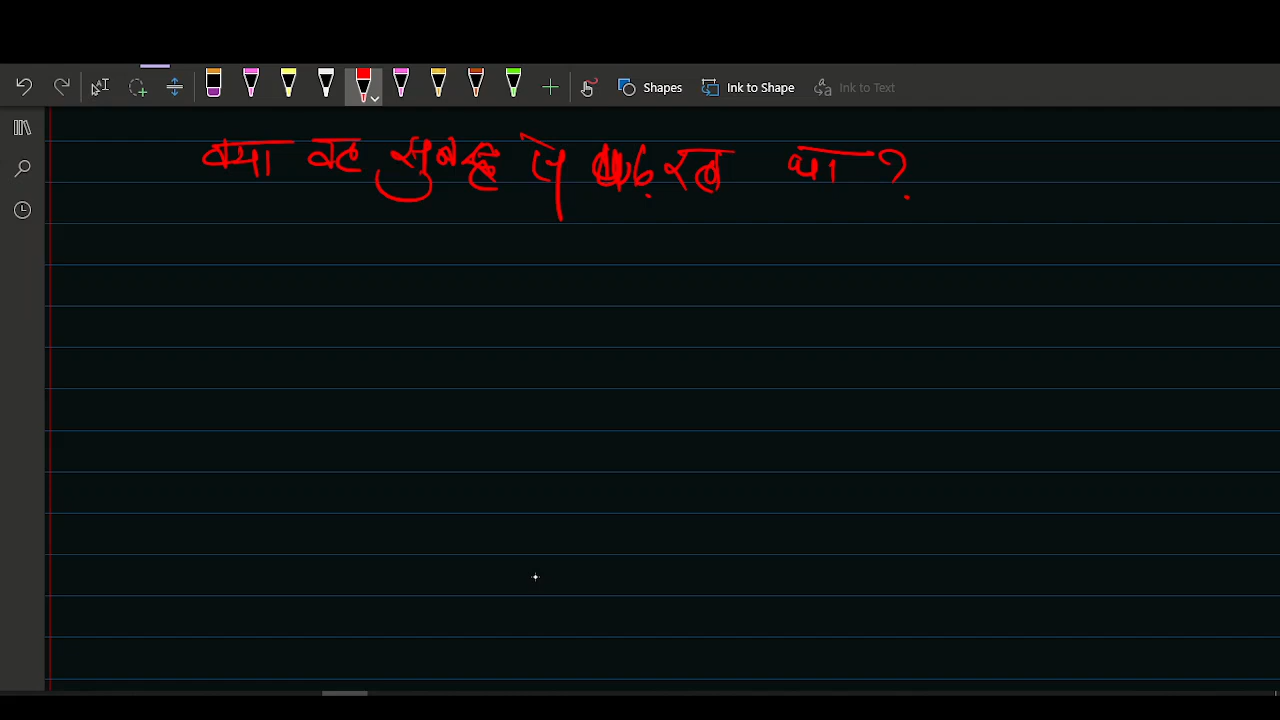 Shapes Ink to Shape Ink to Text
क्या वह सुबह से रहा था?